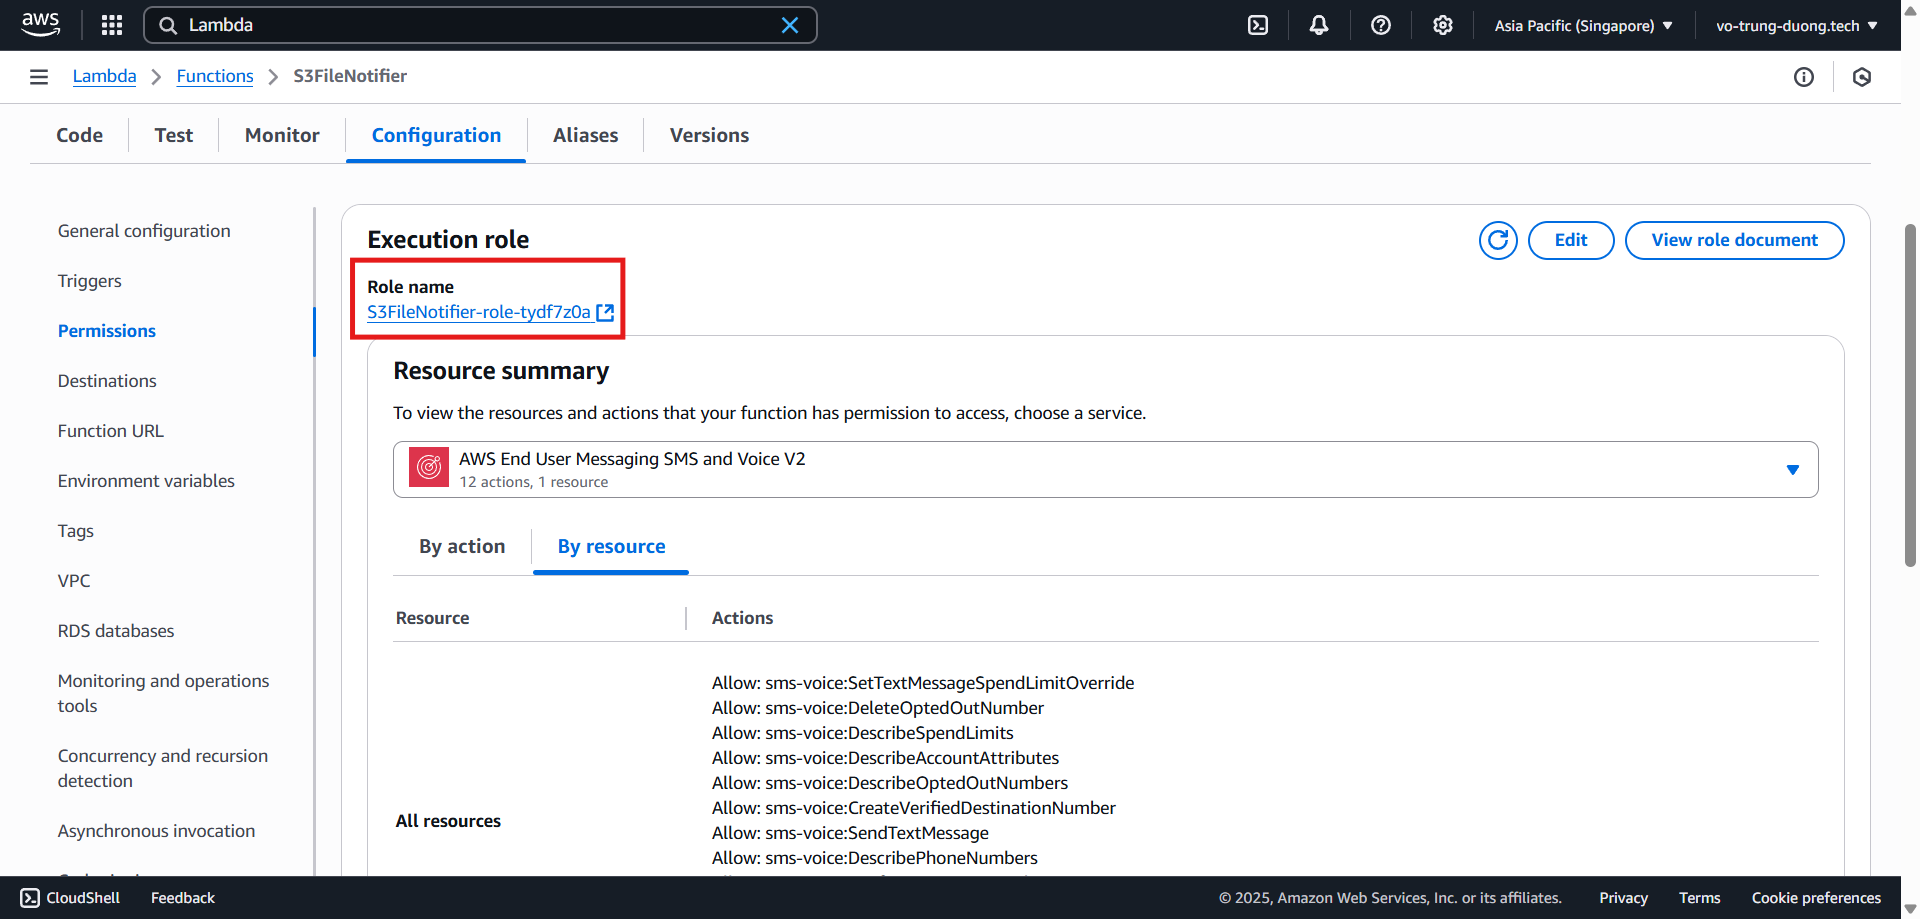 aws
Lambda
Asia Pacific (Singapore)
vo-trung-duong.tech
Lambda
Functions
S3FileNotifier
Code
Test
Monitor
Configuration
Aliases
Versions
General configuration
Triggers
Permissions
Destinations
Function URL
Environment variables
Tags
VPC
RDS databases
Monitoring and operations
tools
Concurrency and recursion
detection
Asynchronous invocation
Execution role
Edit
View role document
Role name
S3FileNotifier-role-tydf7z0a
Resource summary
To view the resources and actions that your function has permission to access, choose a service.
AWS End User Messaging SMS and Voice V2
12 actions, 1 resource
By action
By resource
Resource
Actions
All resources
Allow: sms-voice:SetTextMessageSpendLimitOverride
Allow: sms-voice:DeleteOptedOutNumber
Allow: sms-voice:DescribeSpendLimits
Allow: sms-voice:DescribeAccountAttributes
Allow: sms-voice:DescribeOptedOutNumbers
Allow: sms-voice:CreateVerifiedDestinationNumber
Allow: sms-voice:SendTextMessage
Allow: sms-voice:DescribePhoneNumbers
CloudShell
Feedback
© 2025, Amazon Web Services, Inc. or its affiliates.
Privacy
Terms
Cookie preferences